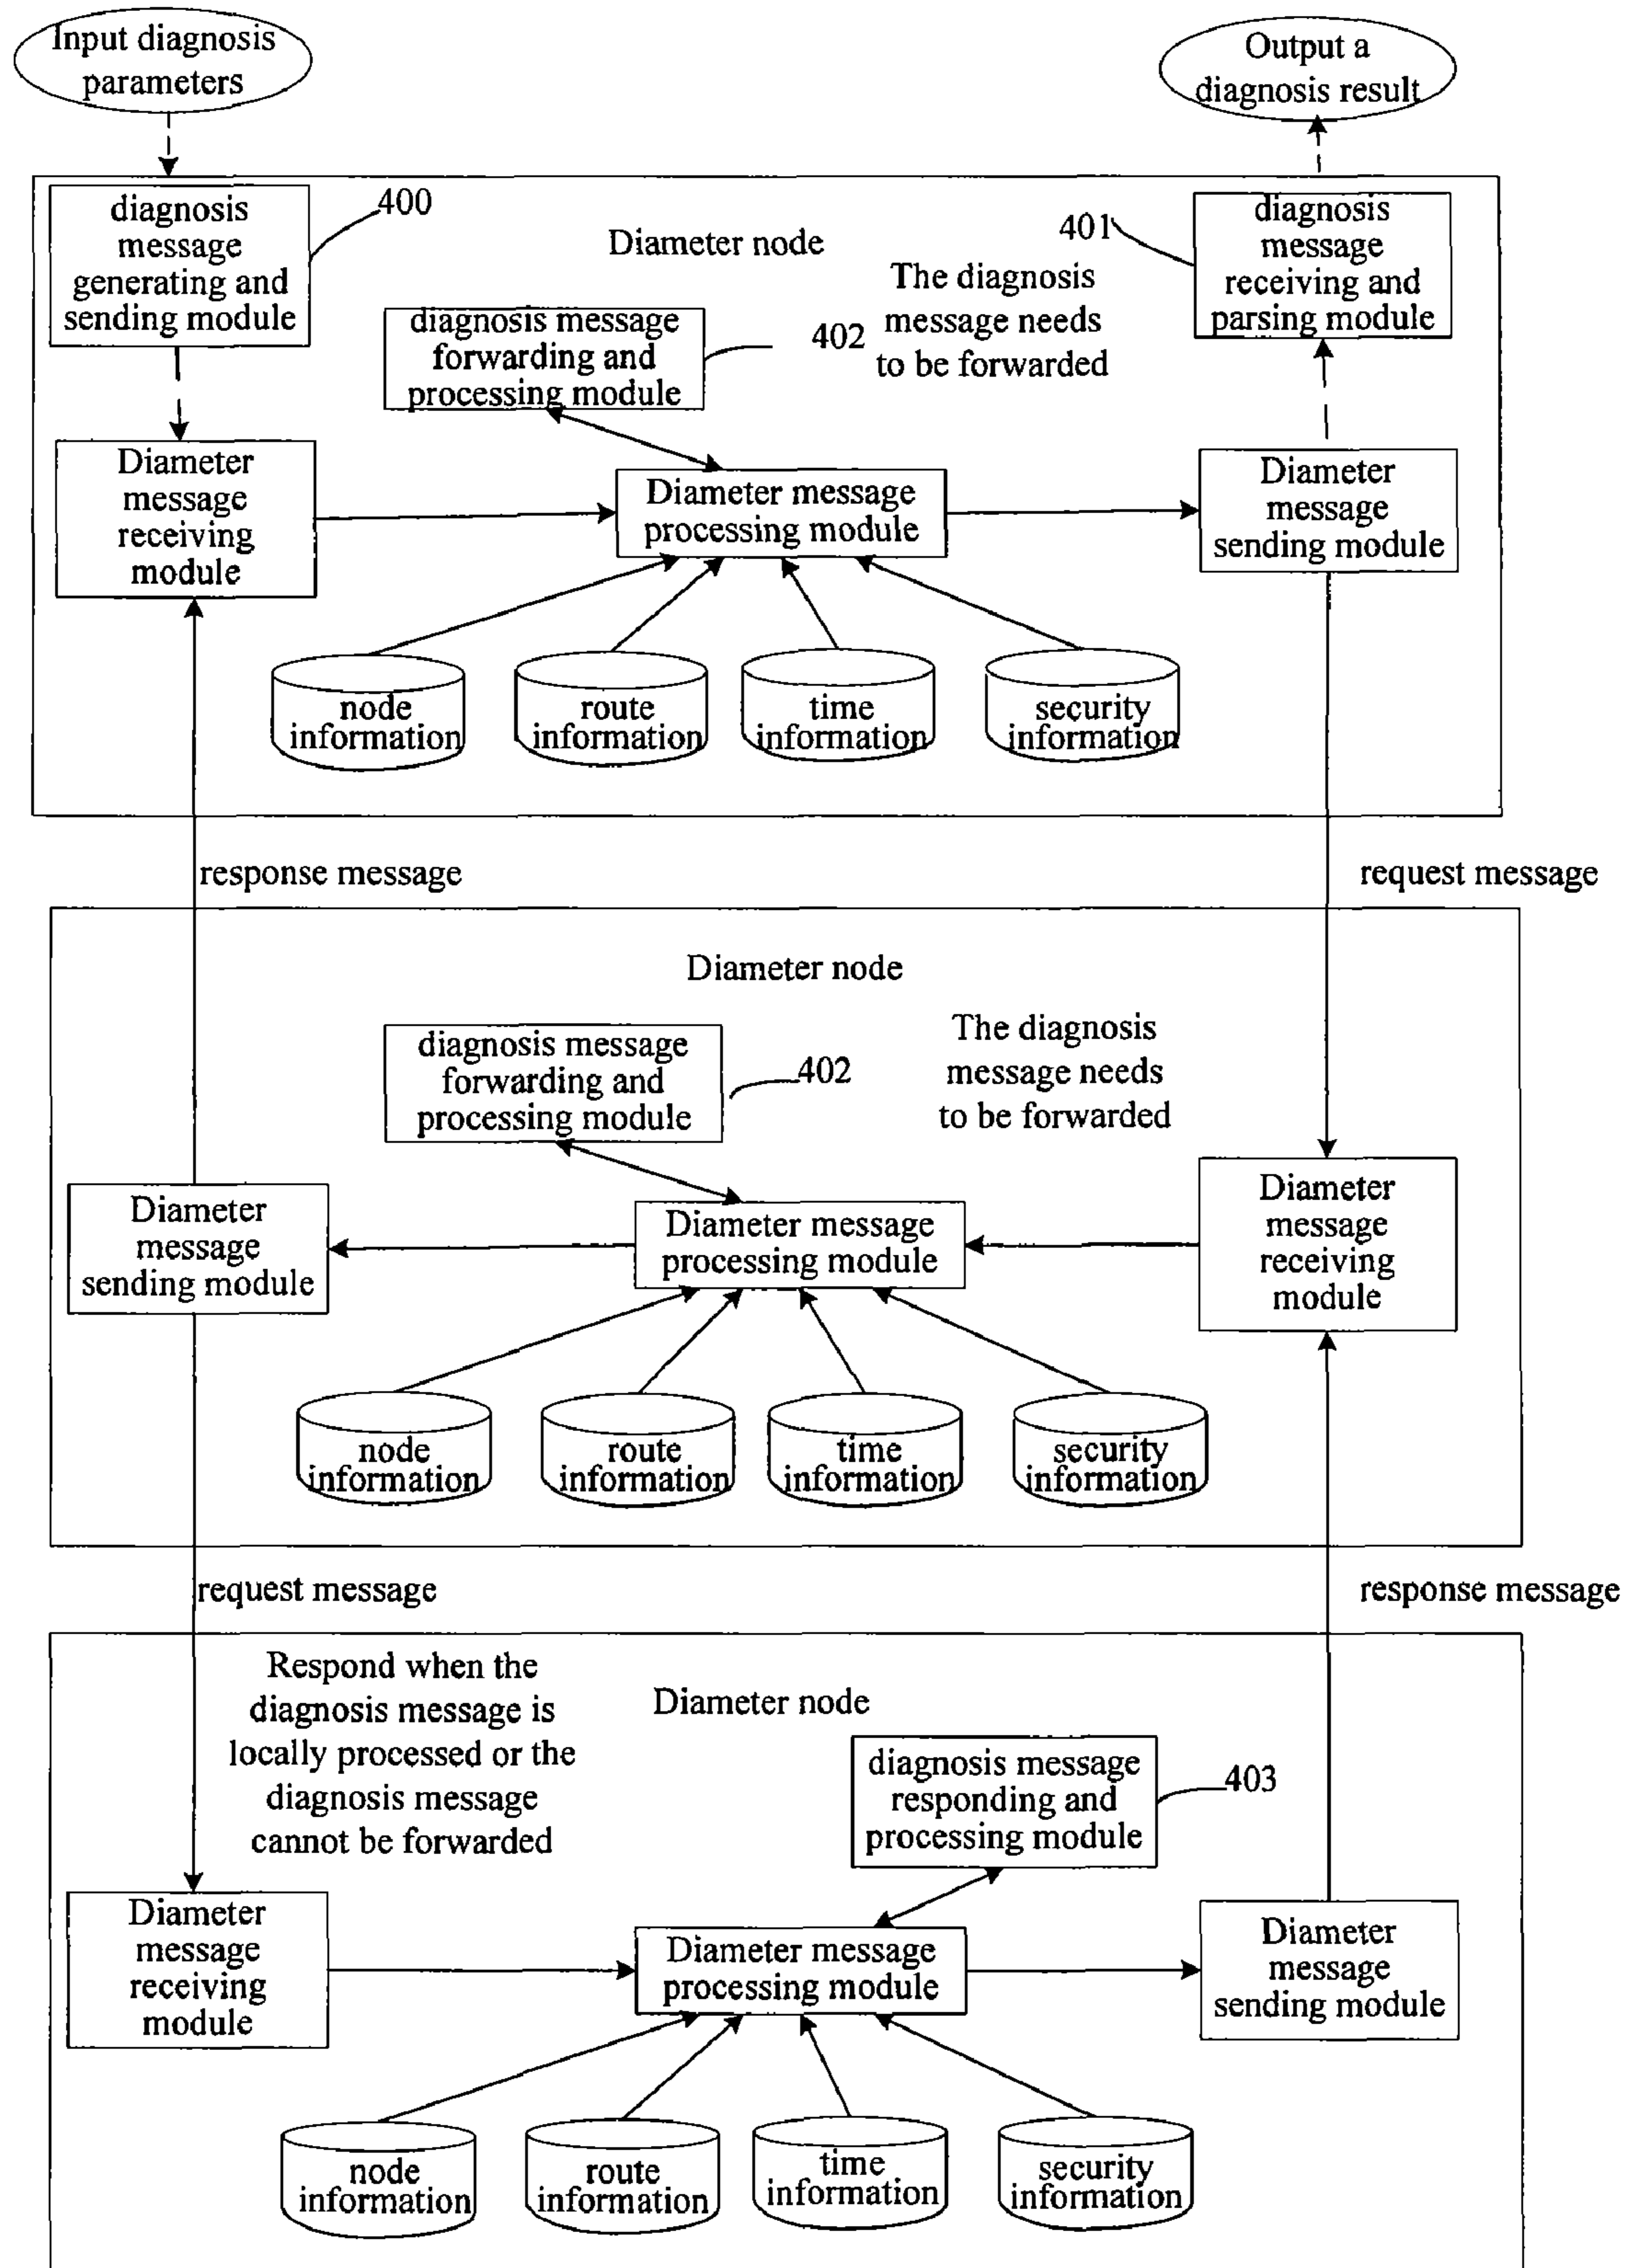 Input diagnosis
parameters
Output a
diagnosis result
diagnosis
message
generating and
sending module
400
Diameter node
401
diagnosis
message
receiving and
parsing module
diagnosis message
forwarding and
processing module
402
The diagnosis
message needs
to be forwarded
Diameter
message
receiving
module
Diameter message
processing module
Diameter
message
sending module
node
information
route
information
time
information
security
information
response message
request message
Diameter node
diagnosis message
forwarding and
processing module
402
The diagnosis
message needs
to be forwarded
Diameter
message
sending module
Diameter message
processing module
Diameter
message
receiving
module
node
information
route
information
time
information
security
information
request message
response message
Respond when the
diagnosis message is
locally processed or the
diagnosis message
cannot be forwarded
Diameter node
diagnosis message
responding and
processing module
403
Diameter
message
receiving
module
Diameter message
processing module
Diameter
message
sending module
node
information
route
information
time
information
security
information